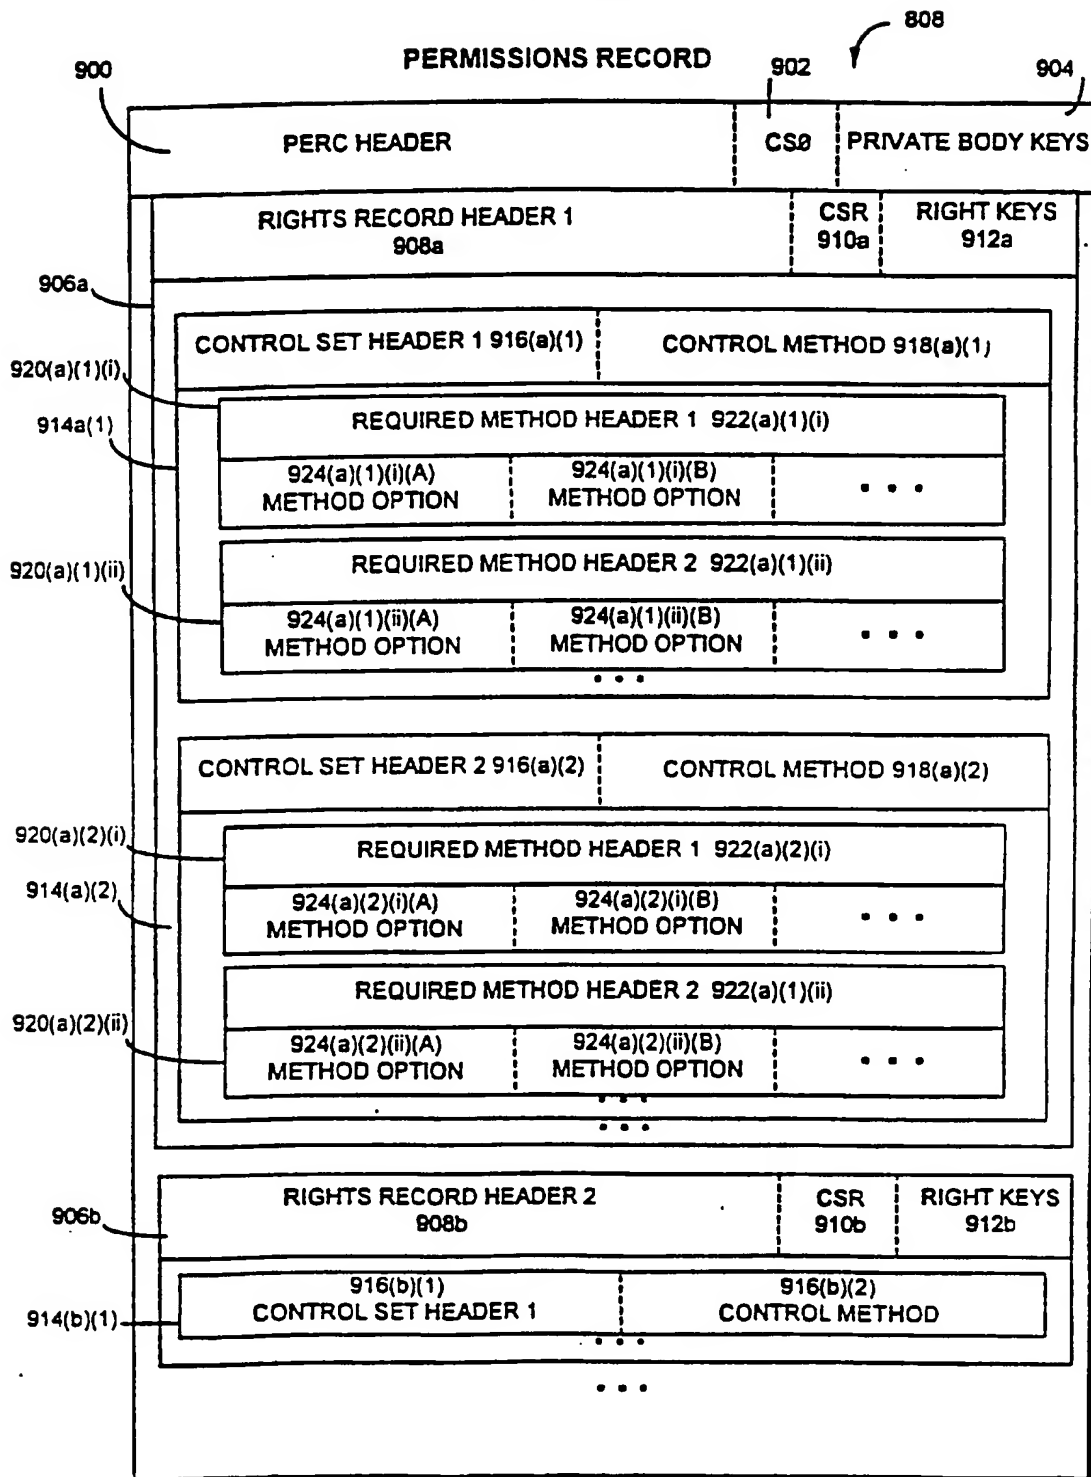 808
PERMISSIONS RECORD
900
902
904
PERC HEADER
CSØ
PRIVATE BODY KEYS
RIGHTS RECORD HEADER 1
908a
CSR
910a
RIGHT KEYS
912a
906a
CONTROL SET HEADER 1 916(a)(1)
CONTROL METHOD 918(a)(1)
920(a)(1)(i)
REQUIRED METHOD HEADER 1 922(a)(1)(i)
914a(1)
924(a)(1)(i)(A)
METHOD OPTION
924(a)(1)(i)(B)
METHOD OPTION
• • •
920(a)(1)(ii)
REQUIRED METHOD HEADER 2 922(a)(1)(ii)
924(a)(1)(ii)(A)
METHOD OPTION
924(a)(1)(ii)(B)
METHOD OPTION
• • •
• • •
CONTROL SET HEADER 2 916(a)(2)
CONTROL METHOD 918(a)(2)
920(a)(2)(i)
REQUIRED METHOD HEADER 1 922(a)(2)(i)
914(a)(2)
924(a)(2)(i)(A)
METHOD OPTION
924(a)(2)(i)(B)
METHOD OPTION
• • •
REQUIRED METHOD HEADER 2 922(a)(1)(ii)
920(a)(2)(ii)
924(a)(2)(ii)(A)
METHOD OPTION
924(a)(2)(ii)(B)
METHOD OPTION
• • •
• • •
• • •
RIGHTS RECORD HEADER 2
908b
CSR
910b
RIGHT KEYS
912b
906b
916(b)(1)
CONTROL SET HEADER 1
916(b)(2)
CONTROL METHOD
914(b)(1)
• • •
• • •